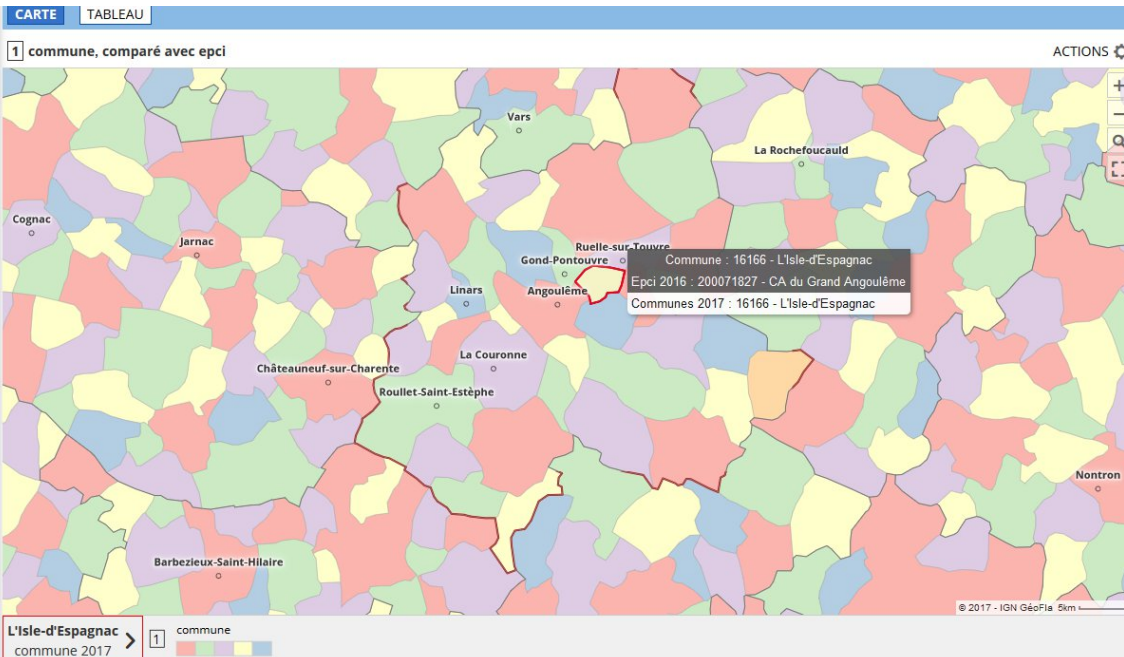 CARTE TABLEAU
1 commune, comparé avec epci
ACTIONS
Vars
La Rochefoucauld
Cognac
Jarnac
Ruelle-sur-Touvre
Gond-Pontouvre
Commune : 16166 - L'Isle-d'Espagnac
Epci 2016 : 200071827 - CA du Grand Angoulême
Communes 2017 : 16166 - L'Isle-d'Espagnac
Linars
Angoulême
La Couronne
Châteauneuf-sur-Charente
Roullet-Saint-Estèphe
Nontron
Barbezieux-Saint-Hilaire
© 2017 - IGN GéoFla 5km
L'Isle-d'Espagnac
commune 2017
1 commune